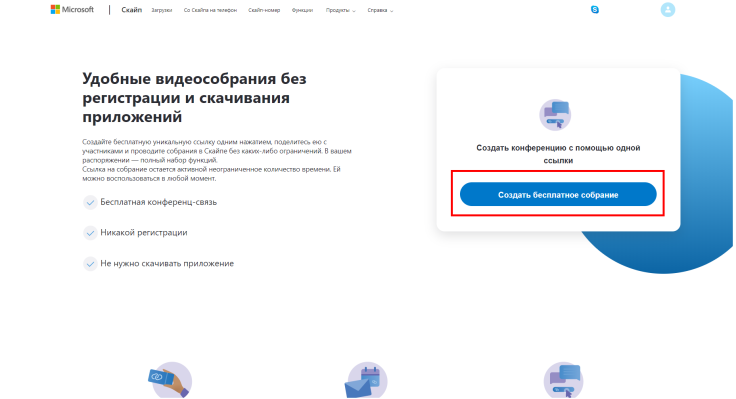 Microsoft Скайп Загрузки Со Скайпа на телефон Скайп-номер Функции Продукты Справка
Удобные видеособрания без
регистрации и скачивания
приложений
Создайте бесплатную уникальную ссылку одним нажатием, поделитесь ею с
участниками и проводите собрания в Скайпе без каких-либо ограничений. В вашем
распоряжении — полный набор функций.
Ссылка на собрание остается активной неограниченное количество времени. Ей
можно воспользоваться в любой момент.
Бесплатная конференц-связь
Никакой регистрации
Не нужно скачивать приложение
Создать конференцию с помощью одной
ссылки
Создать бесплатное собрание